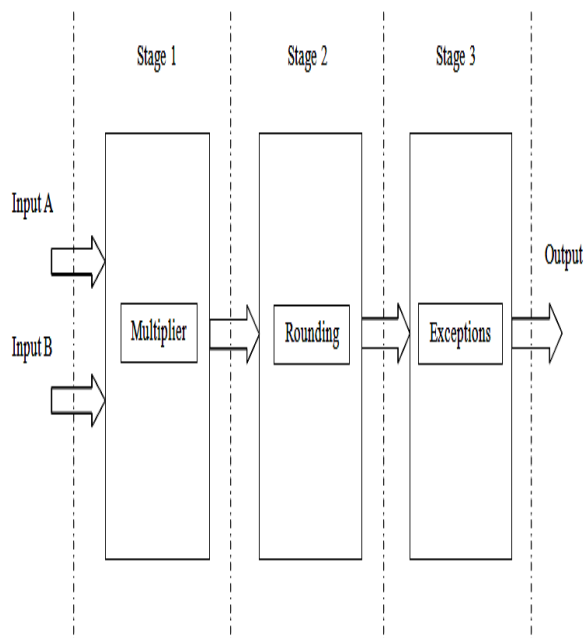 Stage 1
Stage 2
Stage 3
Input A
Input B
Multiplier
Rounding
Exceptions
Output